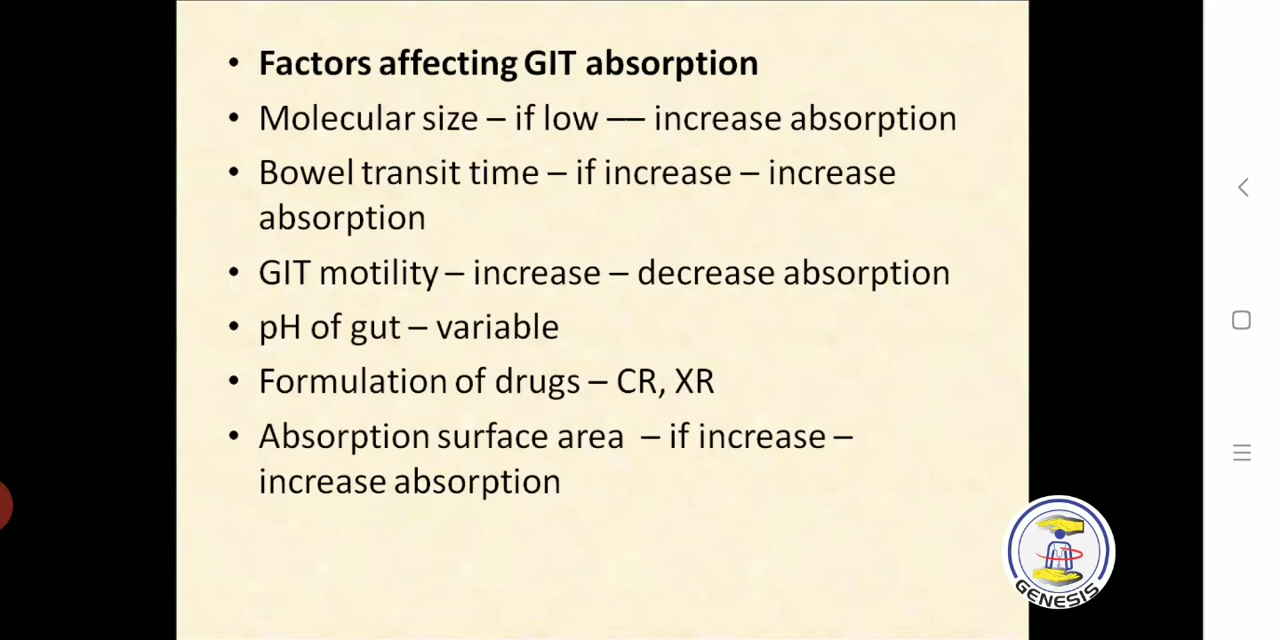 • Factors affecting GIT absorption
• Molecular size – if low –– increase absorption
• Bowel transit time – if increase – increase
absorption
• GIT motility – increase – decrease absorption
• pH of gut – variable
• Formulation of drugs – CR, XR
• Absorption surface area – if increase –
increase absorption
GENESIS